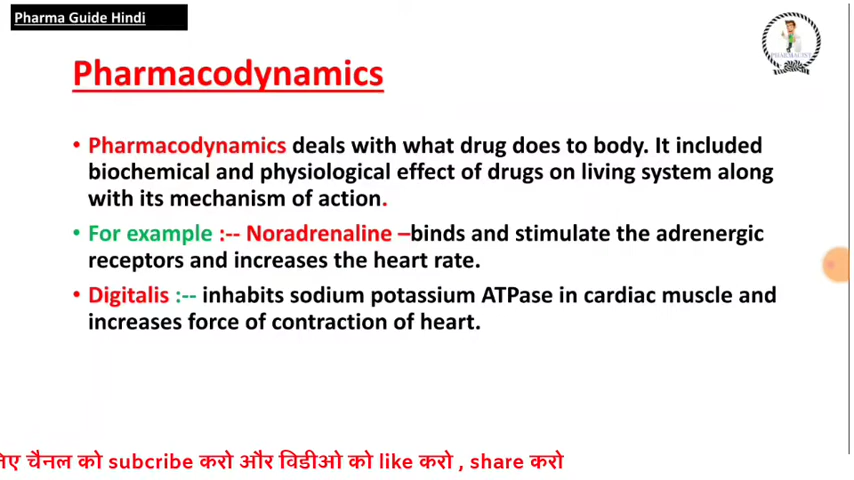 Pharma Guide Hindi
PHARMACIST
Pharmacodynamics
• Pharmacodynamics deals with what drug does to body. It included
biochemical and physiological effect of drugs on living system along
with its mechanism of action.
• For example :-- Noradrenaline –binds and stimulate the adrenergic
receptors and increases the heart rate.
• Digitalis :-- inhabits sodium potassium ATPase in cardiac muscle and
increases force of contraction of heart.
चैनल को subcribe करो और विडीओ को like करो , share करो